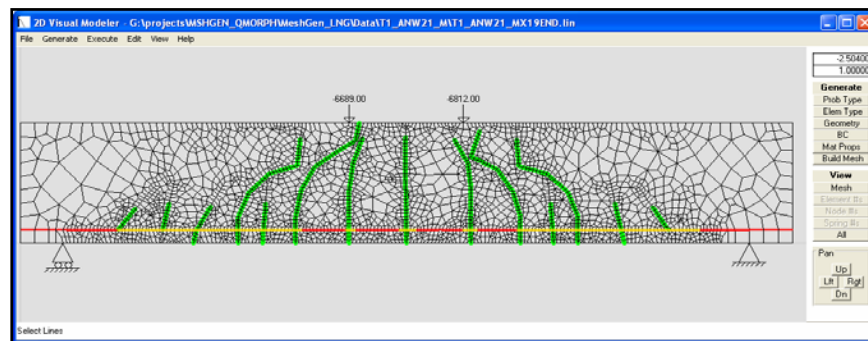 2D Visual Modeler - G:\projects\MSHGEN_QMORPH\MeshGen_LNG\Data\T1_ANW21_M\T1_ANW21_MX19END.lin
File Generate Execute Edit View Help
-6689.00 -6812.00
-2.50400
1.00000
Generate
Prob Type
Elem Type
Geometry
BC
Mat Props
Build Mesh
View
Mesh
Element #s
Node #s
Spring #s
All
Pan
Up
Lft Rgt
Dn
Select Lines